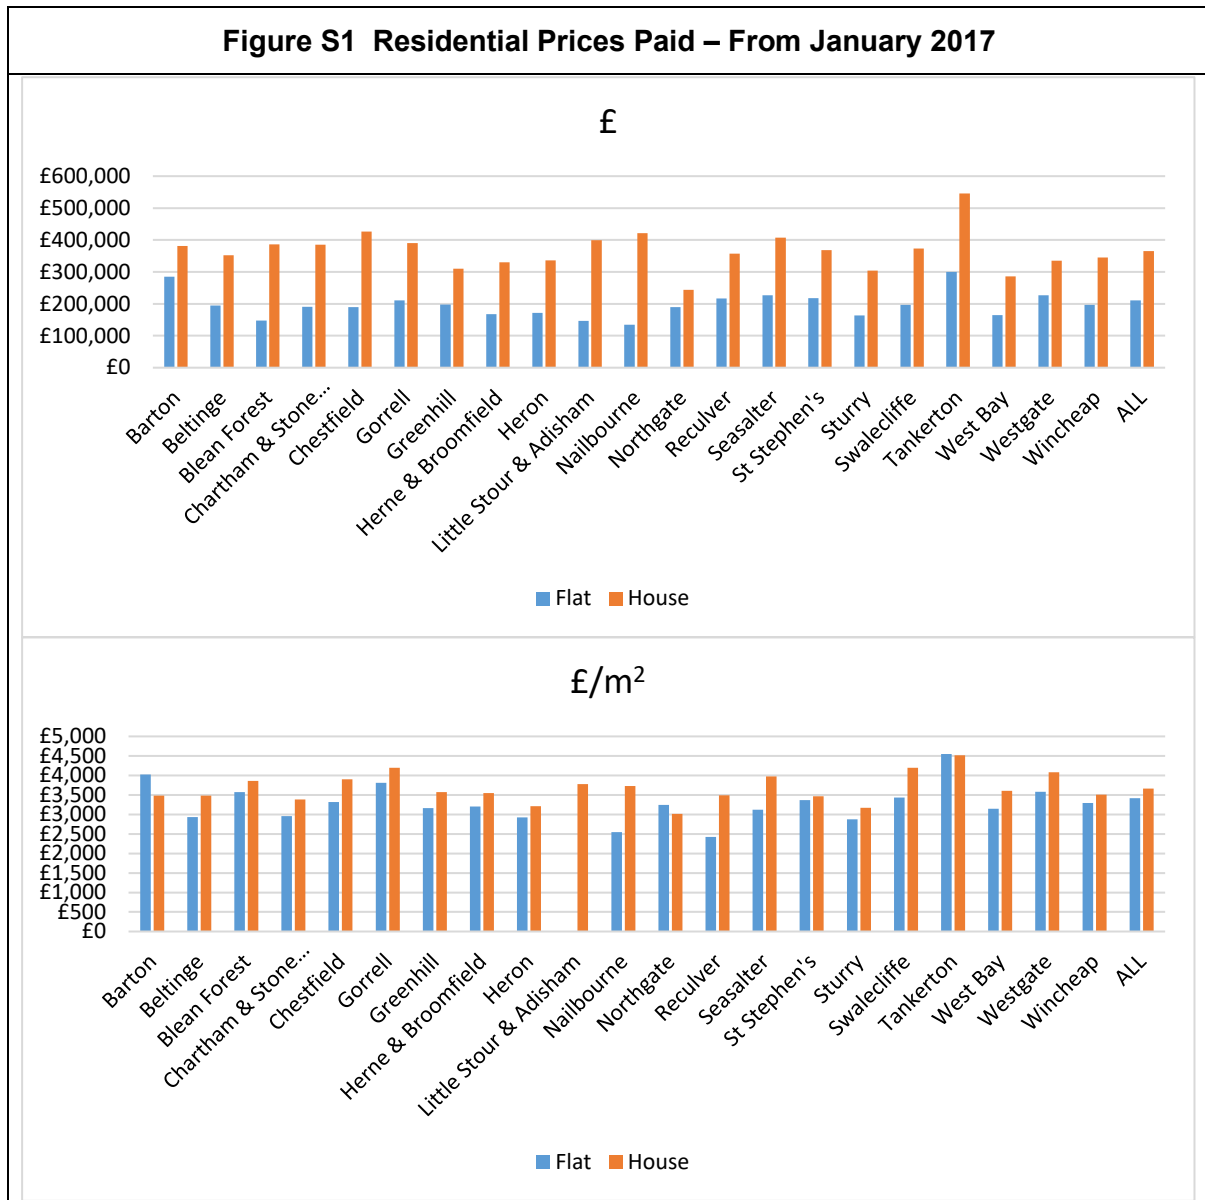 Figure S1  Residential Prices Paid – From January 2017
£
£600,000
£500,000
£400,000
£300,000
£200,000
£100,000
£0
Barton
Beltinge
Blean Forest
Chartham & Stone...
Chestfield
Gorrell
Greenhill
Herne & Broomfield
Heron
Little Stour & Adisham
Nailbourne
Northgate
Reculver
Seasalter
St Stephen's
Sturry
Swalecliffe
Tankerton
West Bay
Westgate
Wincheap
ALL
Flat House
£/m²
£5,000
£4,500
£4,000
£3,500
£3,000
£2,500
£2,000
£1,500
£1,000
£500
£0
Barton
Beltinge
Blean Forest
Chartham & Stone...
Chestfield
Gorrell
Greenhill
Herne & Broomfield
Heron
Little Stour & Adisham
Nailbourne
Northgate
Reculver
Seasalter
St Stephen's
Sturry
Swalecliffe
Tankerton
West Bay
Westgate
Wincheap
ALL
Flat House